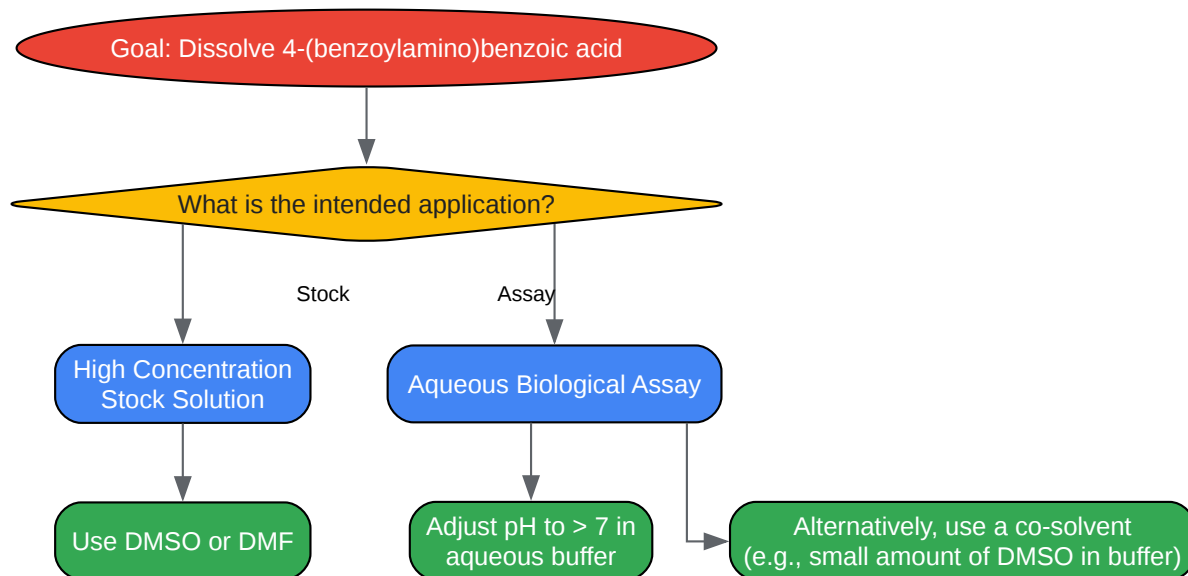 Goal: Dissolve 4-(benzoylamino)benzoic acid
What is the intended application?
Stock
Assay
High Concentration
Stock Solution
Aqueous Biological Assay
Use DMSO or DMF
Adjust pH to > 7 in
aqueous buffer
Alternatively, use a co-solvent
(e.g., small amount of DMSO in buffer)